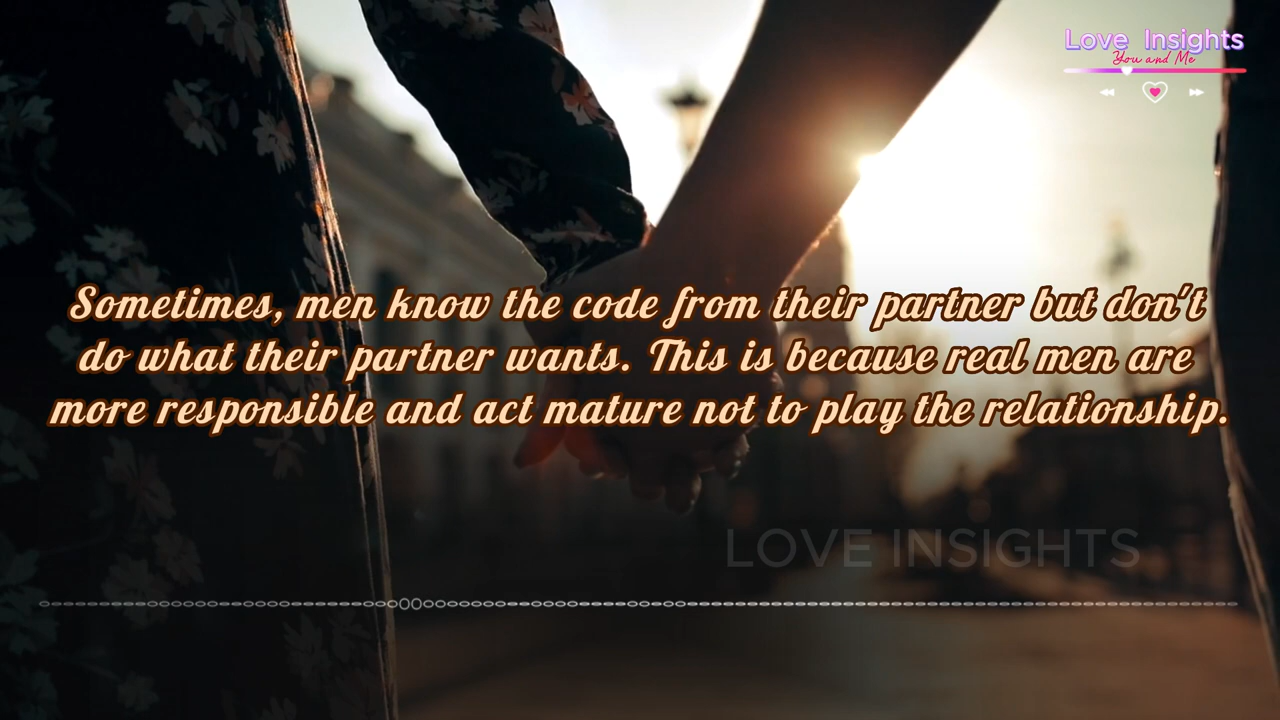 Love Insights
You and Me
Sometimes, men know the code from their partner but don't
do what their partner wants. This is because real men are
more responsible and act mature not to play the relationship.
LOVE INSIGHTS